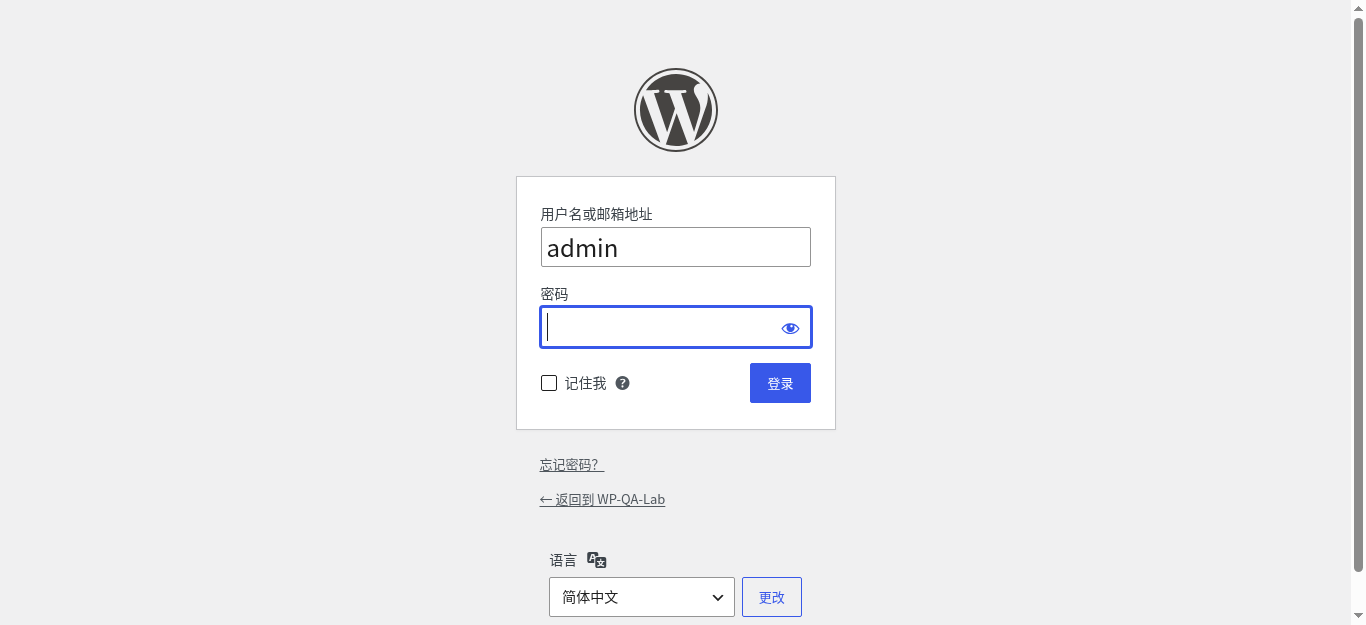 用户名或邮箱地址
admin
密码
记住我
登录
忘记密码？
← 返回到 WP-QA-Lab
语言
简体中文
更改